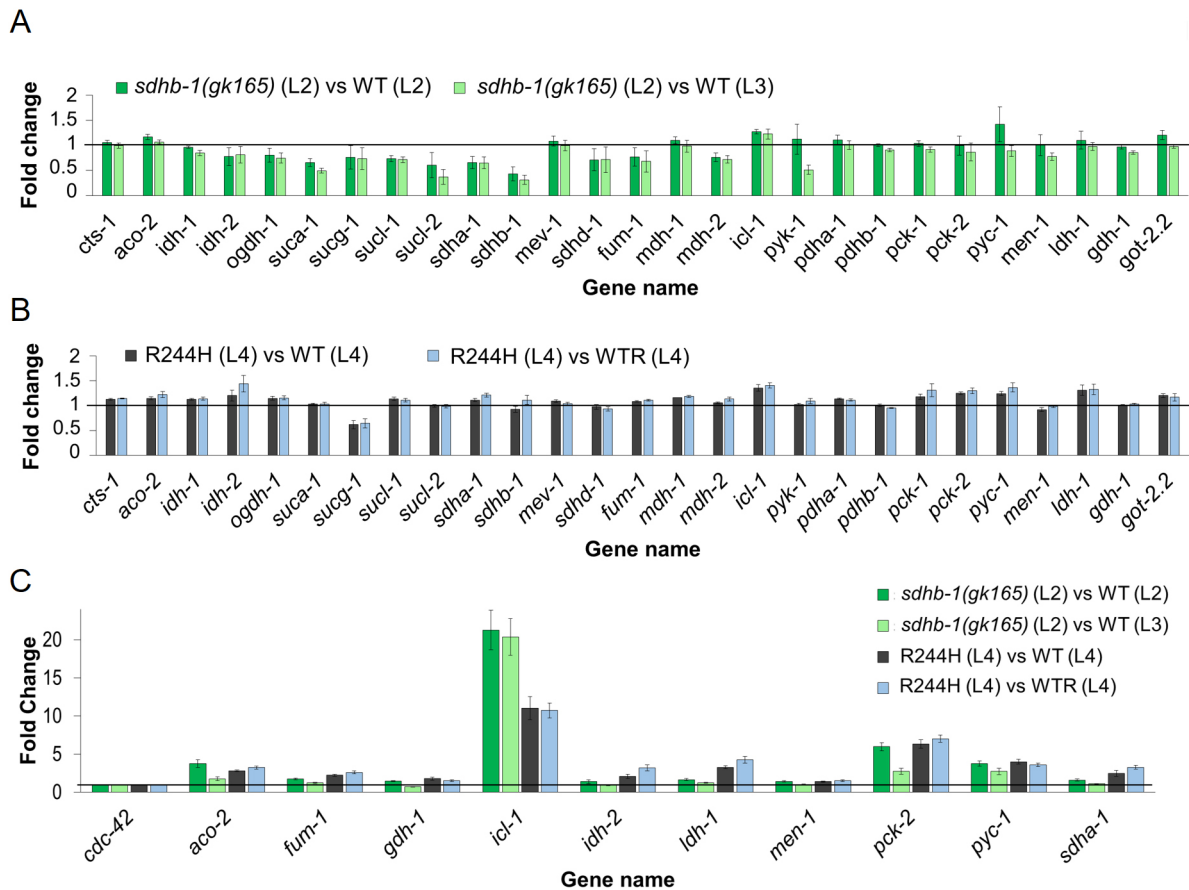 A
sdhb-1(gk165) (L2) vs WT (L2) sdhb-1(gk165) (L2) vs WT (L3)
Fold change
2
1.5
1
0.5
0
cts-1 aco-2 idh-1 idh-2 ogdh-1 suca-1 sucg-1 sucl-1 sucl-2 sdha-1 sdhb-1 mev-1 sdhd-1 fum-1 mdh-1 mdh-2 icl-1 pyk-1 pdha-1 pdhb-1 pck-1 pck-2 pyc-1 men-1 ldh-1 gdh-1 got-2.2
Gene name
B
R244H (L4) vs WT (L4) R244H (L4) vs WTR (L4)
Fold change
2
1.5
1
0.5
0
cts-1 aco-2 idh-1 idh-2 ogdh-1 suca-1 sucg-1 sucl-1 sucl-2 sdha-1 sdhb-1 mev-1 sdhd-1 fum-1 mdh-1 mdh-2 icl-1 pyk-1 pdha-1 pdhb-1 pck-1 pck-2 pyc-1 men-1 ldh-1 gdh-1 got-2.2
Gene name
C
sdhb-1(gk165) (L2) vs WT (L2)
sdhb-1(gk165) (L2) vs WT (L3)
R244H (L4) vs WT (L4)
R244H (L4) vs WTR (L4)
Fold Change
20
15
10
5
0
cdc-42 aco-2 fum-1 gdh-1 icl-1 idh-2 ldh-1 men-1 pck-2 pyc-1 sdha-1
Gene name